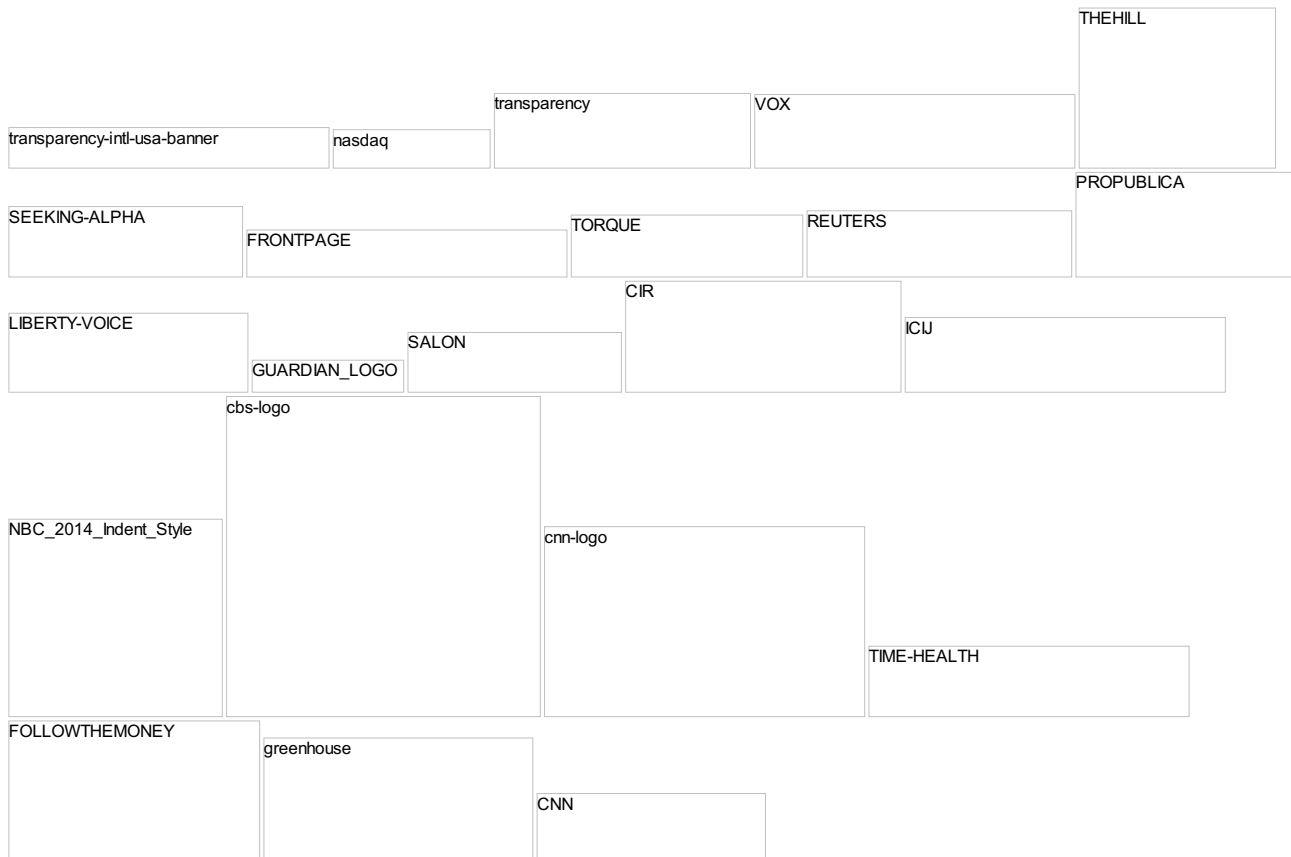 transparency-intl-usa-banner
nasdaq
transparency
VOX
THEHILL
SEEKING-ALPHA
FRONTPAGE
TORQUE
REUTERS
PROPUBLICA
LIBERTY-VOICE
GUARDIAN_LOGO
SALON
CIR
ICIJ
NBC_2014_Indent_Style
cbs-logo
cnn-logo
TIME-HEALTH
FOLLOWTHEMONEY
greenhouse
CNN